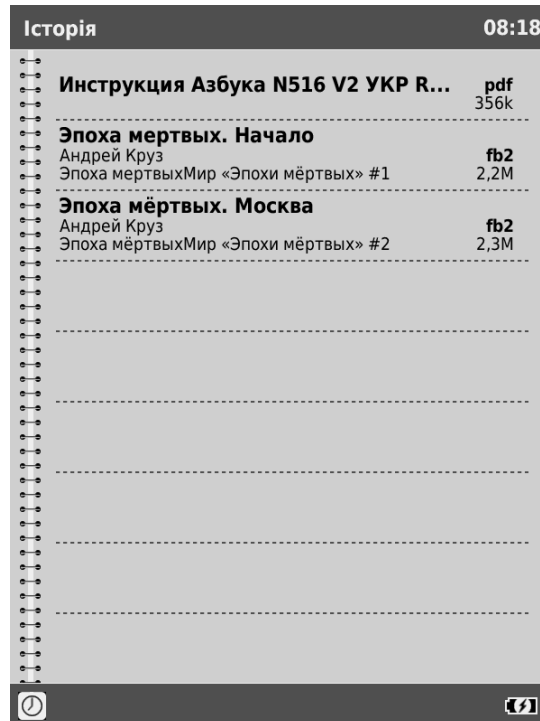 Історія 08:18
Инструкция Азбука N516 V2 УКР R... pdf
356k
Эпоха мертвых. Начало
Андрей Круз fb2
Эпоха мертвыхМир «Эпохи мёртвых» #1 2,2M
Эпоха мёртвых. Москва
Андрей Круз fb2
Эпоха мёртвыхМир «Эпохи мёртвых» #2 2,3M